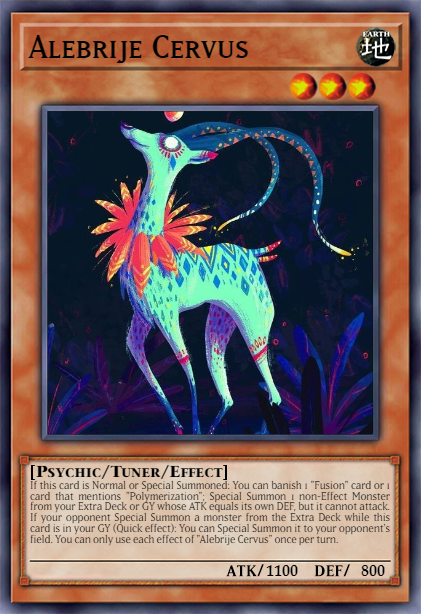 ALEBRIJE CERVUS
EARTH
地
[PSYCHIC/TUNER/EFFECT]
If this card is Normal or Special Summoned: You can banish 1 "Fusion" card or 1
card that mentions "Polymerization"; Special Summon 1 non-Effect Monster
from your Extra Deck or GY whose ATK equals its own DEF, but it cannot attack.
If your opponent Special Summon a monster from the Extra Deck while this
card is in your GY (Quick effect): You can Special Summon it to your opponent's
field. You can only use each effect of "Alebrije Cervus" once per turn.
ATK/1100 DEF/ 800